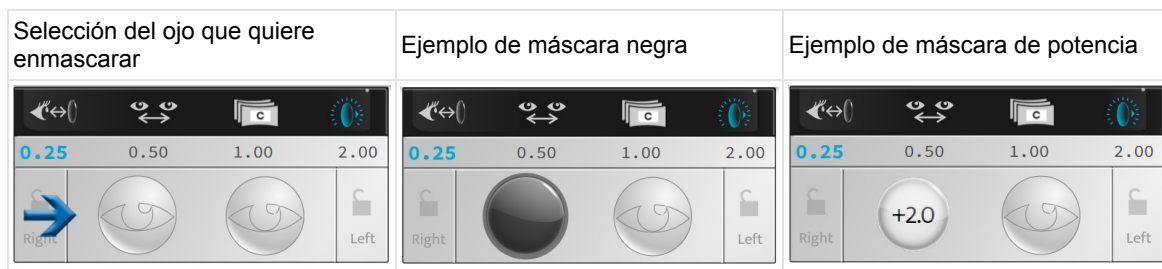 Selección del ojo que quiere
enmascarar
Ejemplo de máscara negra
Ejemplo de máscara de potencia
C
0.25 0.50 1.00 2.00
Right
Left
C
0.25 0.50 1.00 2.00
Right
Left
C
0.25 0.50 1.00 2.00
+2.0
Right
Left